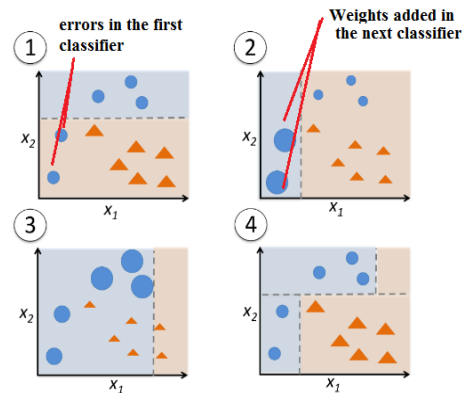 errors in the first
classifier
Weights added in
the next classifier
1
2
x2
x1
x2
x1
3
4
x2
x1
x2
x1